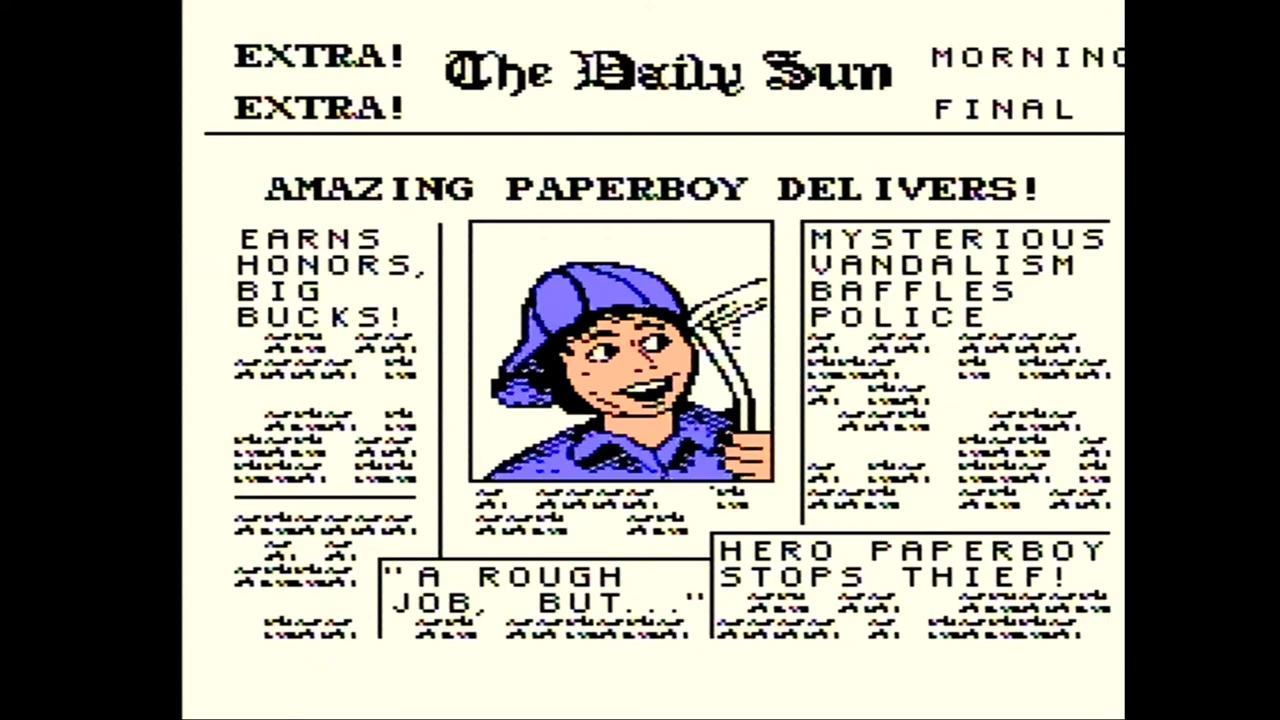 EXTRA!
EXTRA!
The Daily Sun
MORNING
FINAL
AMAZING PAPERBOY DELIVERS!
EARNS
HONORS,
BIG
BUCKS!
MYSTERIOUS
VANDALISM
BAFFLES
POLICE
"A ROUGH
JOB, BUT..."
HERO PAPERBOY
STOPS THIEF!